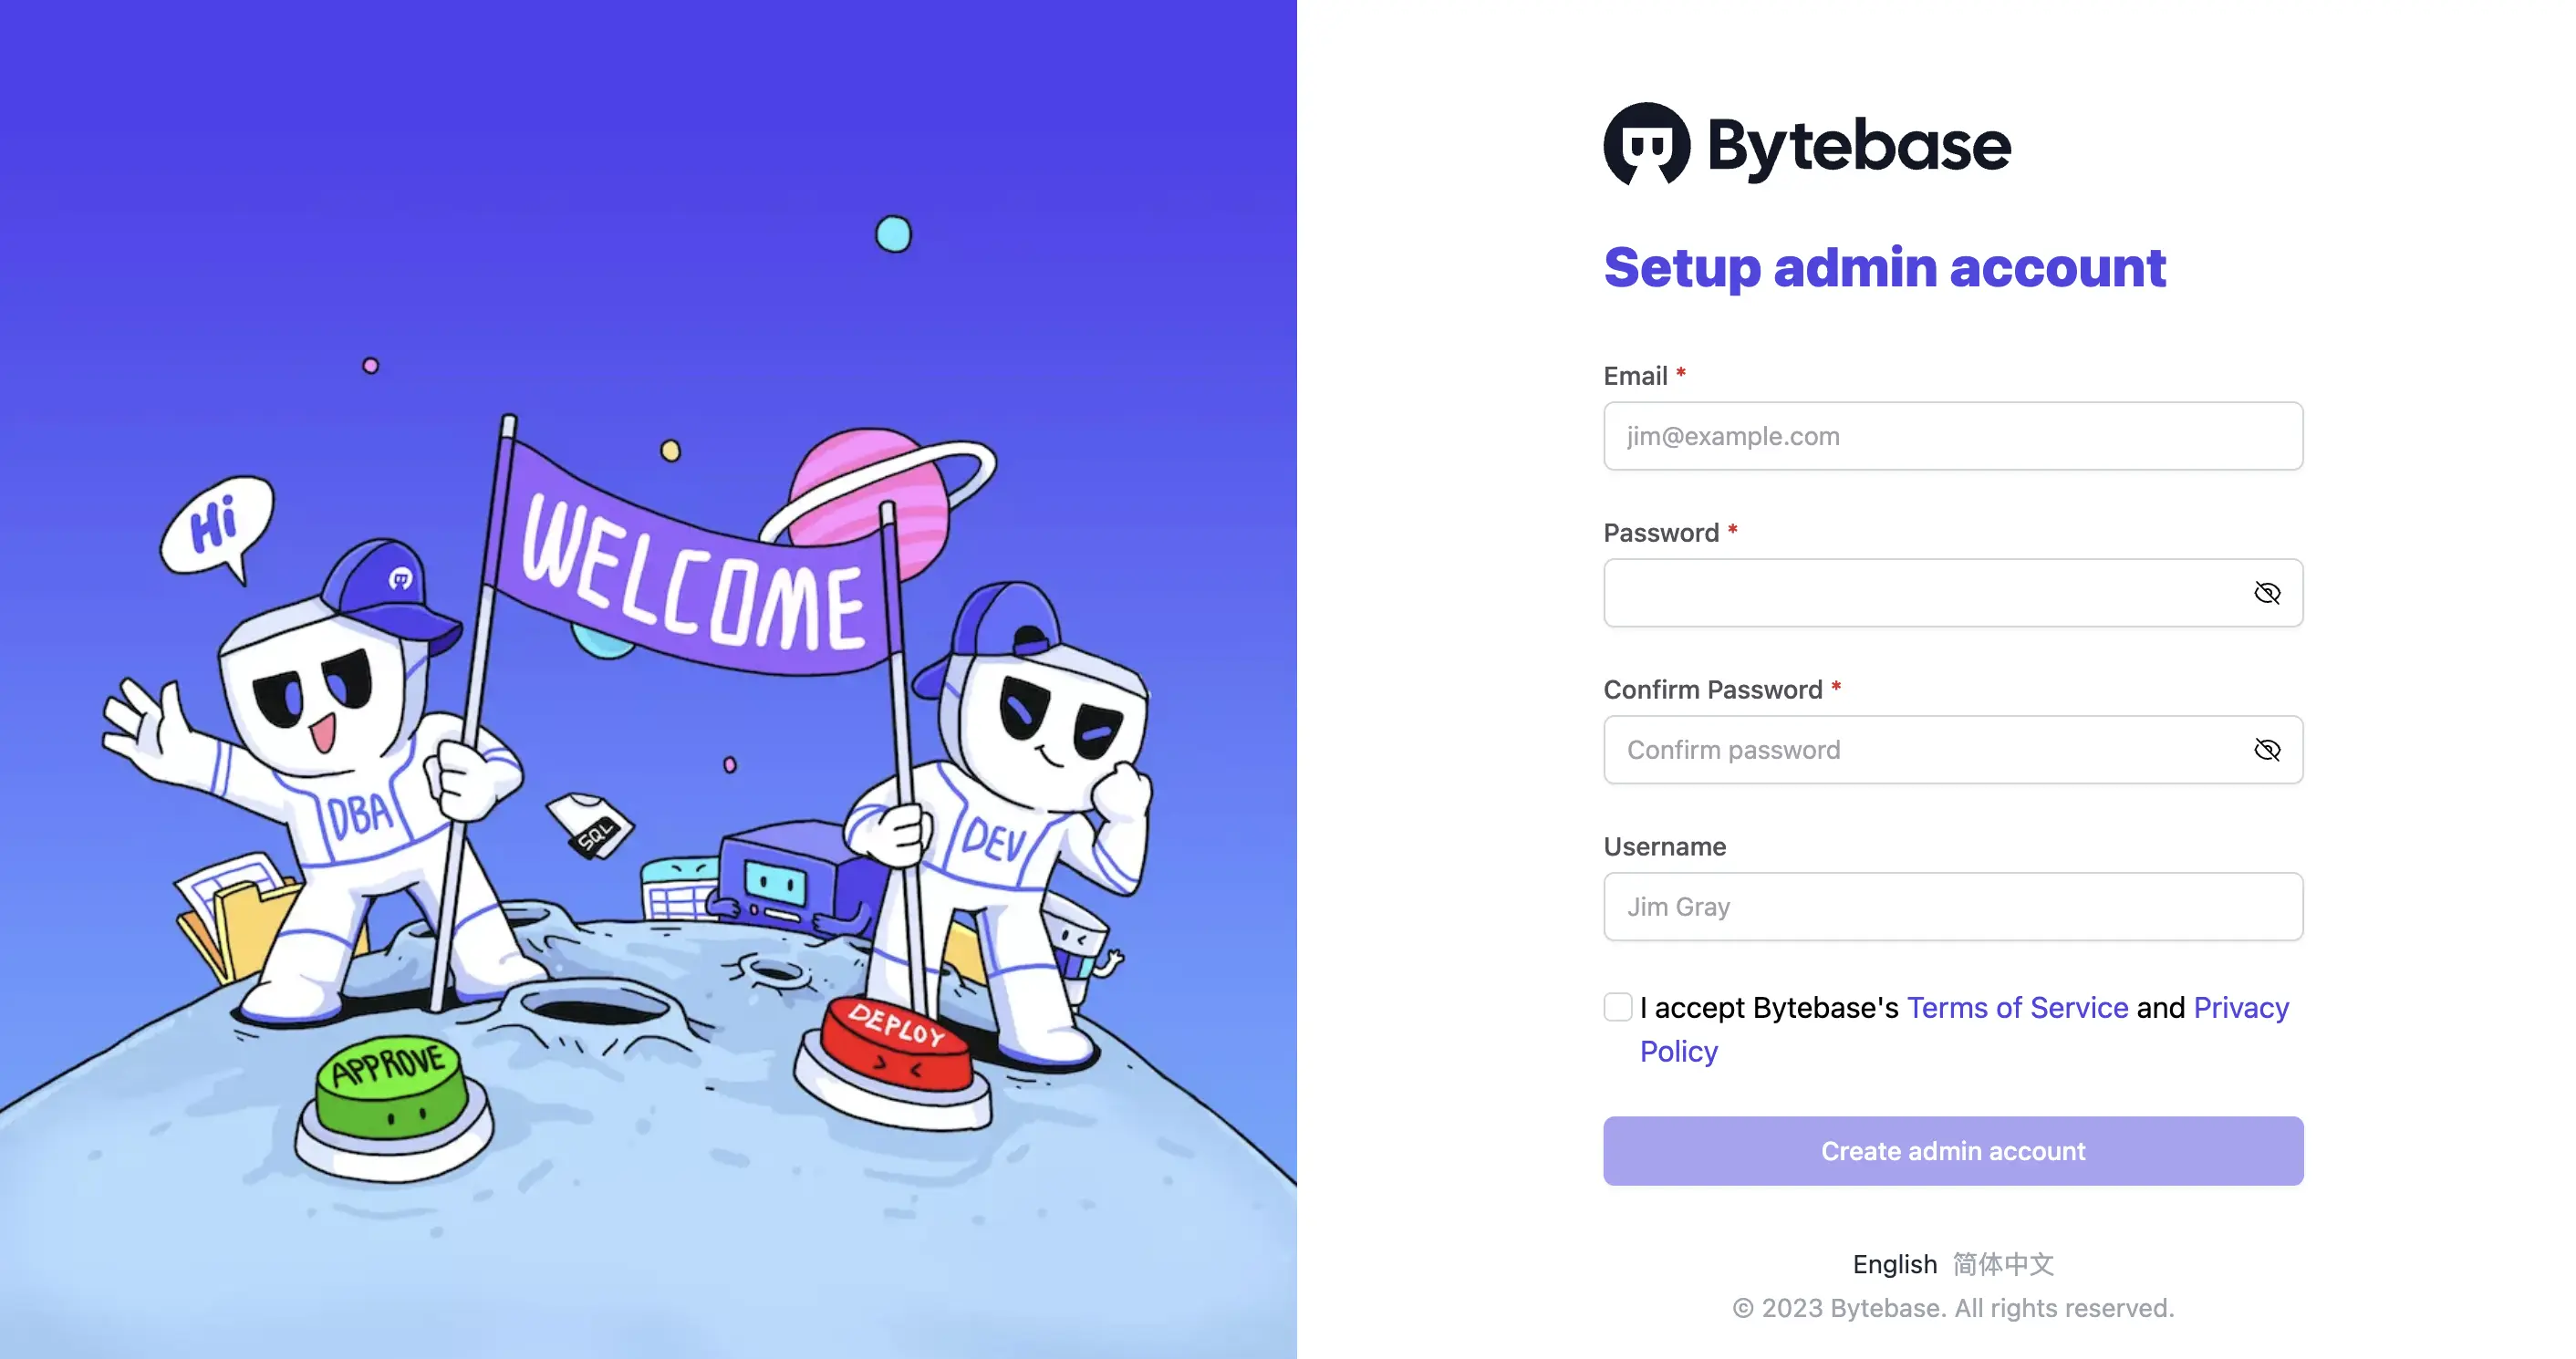 Hi
WELCOME
DBA
SQL
DEV
APPROVE
DEPLOY
Bytebase
Setup admin account
Email *
jim@example.com
Password *
Confirm Password *
Confirm password
Username
Jim Gray
I accept Bytebase's Terms of Service and Privacy
Policy
Create admin account
English 简体中文
© 2023 Bytebase. All rights reserved.